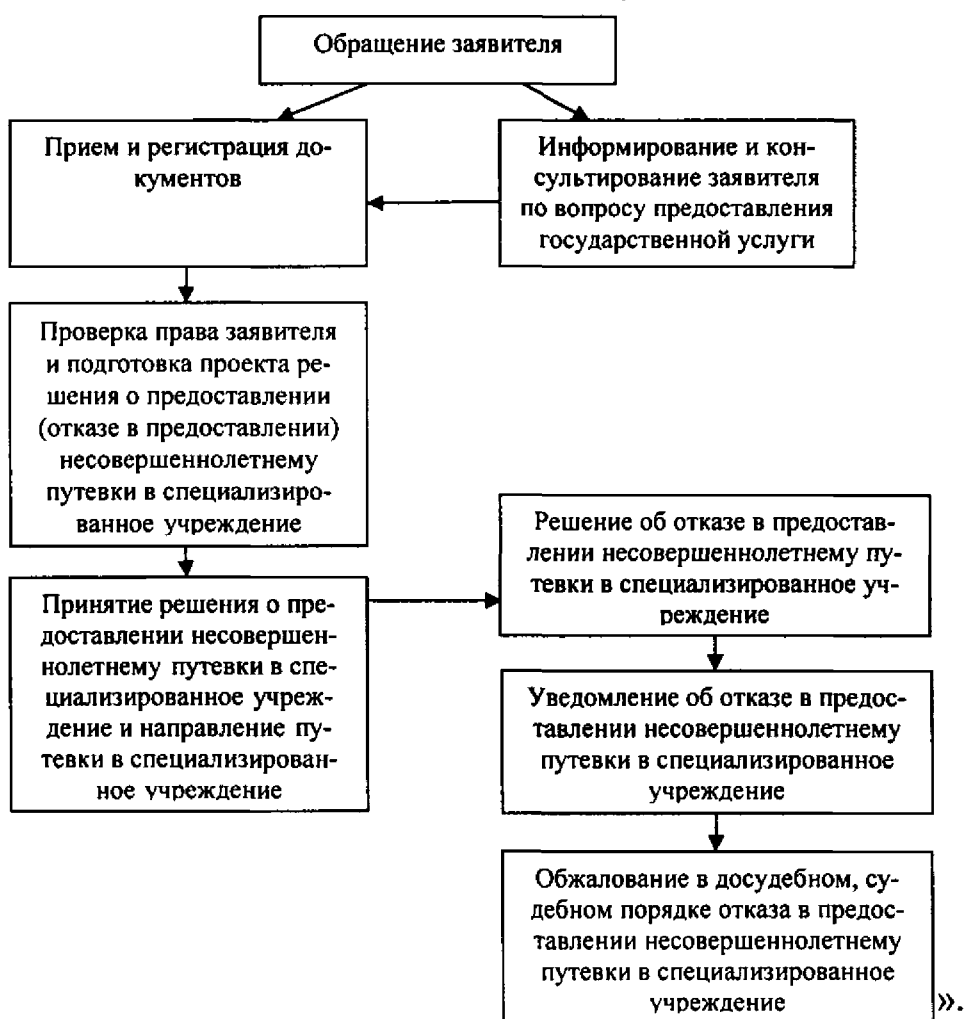 Обращение заявителя
Прием и регистрация до-
кументов
Информирование и кон-
сультирование заявителя
по вопросу предоставления
государственной услуги
Проверка права заявителя
и подготовка проекта ре-
шения о предоставлении
(отказе в предоставлении)
несовершеннолетнему
путевки в специализиро-
ванное учреждение
Принятие решения о пре-
доставлении несовершен-
нолетнему путевки в спе-
циализированное учреж-
дение и направление пу-
тевки в специализирован-
ное учреждение
Решение об отказе в предостав-
лении несовершеннолетнему пу-
тевки в специализированное уч-
реждение
Уведомление об отказе в предос-
тавлении несовершеннолетнему
путевки в специализированное
учреждение
Обжалование в досудебном, су-
дебном порядке отказа в предос-
тавлении несовершеннолетнему
путевки в специализированное
учреждение
».